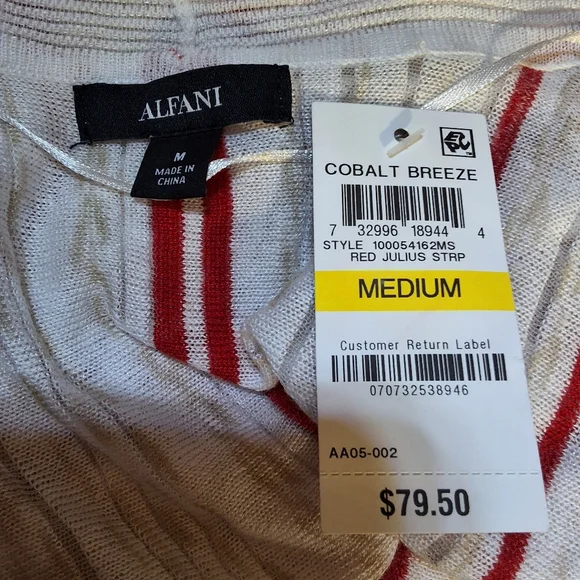 ALFANI
M
MADE IN
CHINA
COBALT BREEZE
7 32996 18944 4
STYLE 100054162MS
RED JULIUS STRP
MEDIUM
Customer Return Label
070732538946
AA05-002
$79.50